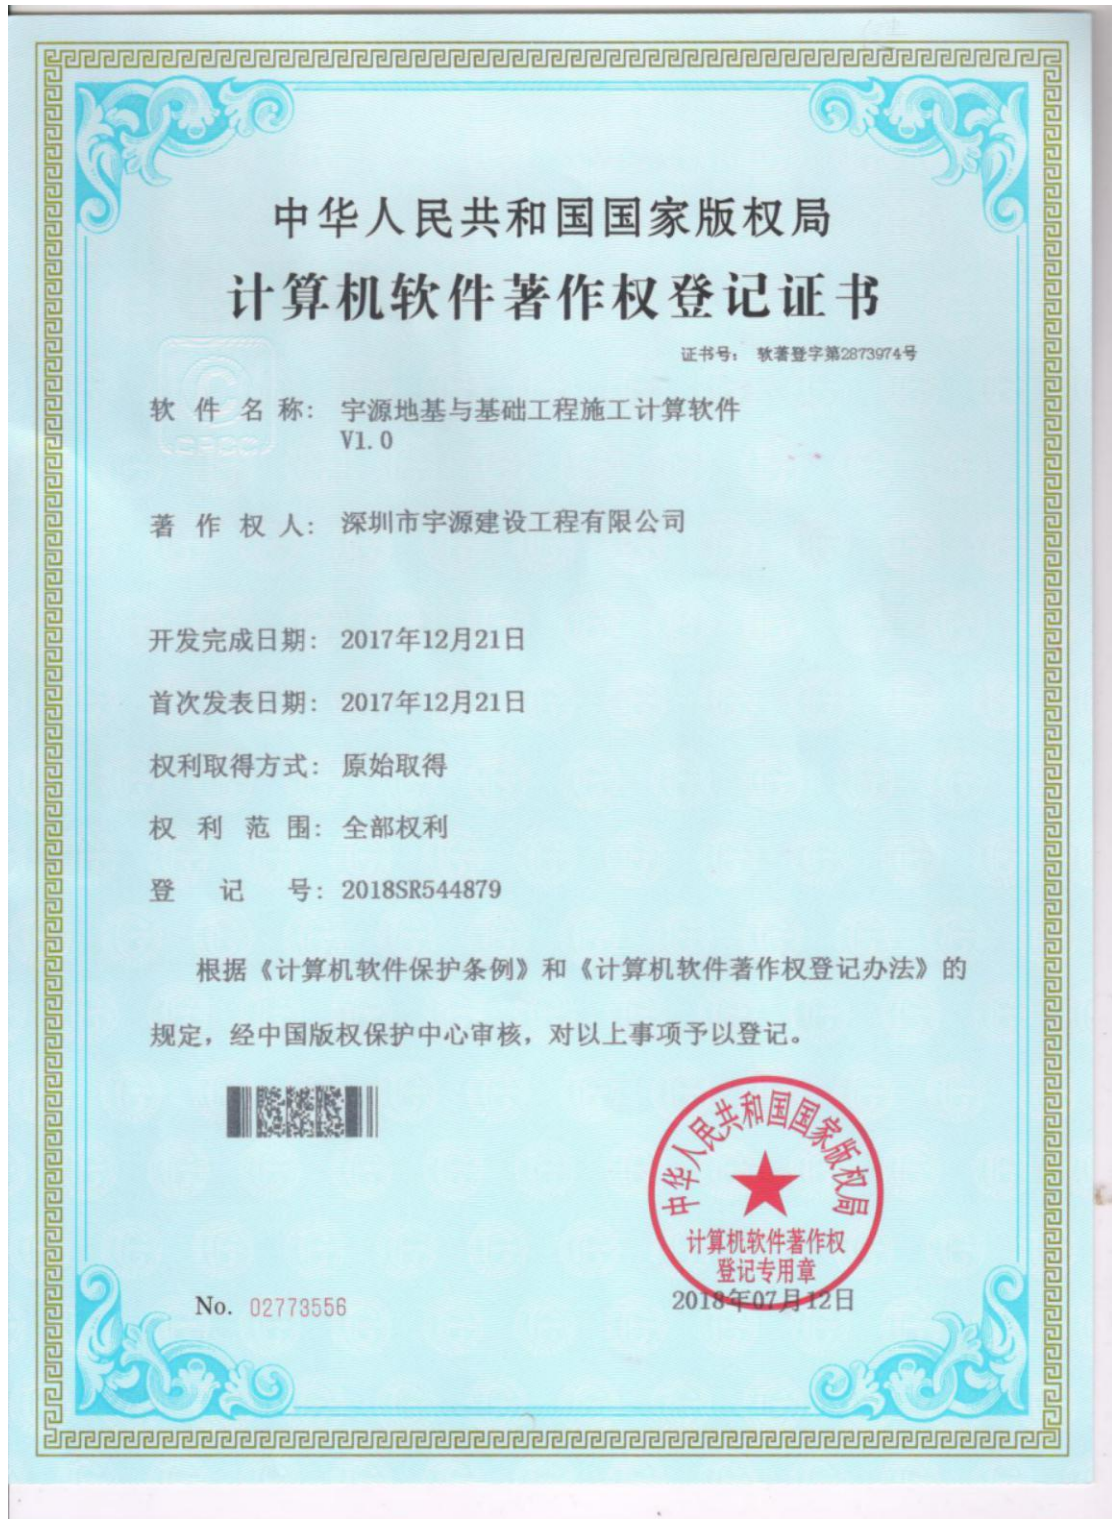 中华人民共和国国家版权局
计算机软件著作权登记证书
证书号： 软著登字第2873974号
软件名称： 宇源地基与基础工程施工计算软件
V1.0
CPCC
著作权人： 深圳市宇源建设工程有限公司
开发完成日期： 2017年12月21日
首次发表日期： 2017年12月21日
权利取得方式： 原始取得
权利范围： 全部权利
登记号： 2018SR544879
根据《计算机软件保护条例》和《计算机软件著作权登记办法》的
规定，经中国版权保护中心审核，对以上事项予以登记。
中华人民共和国国家版权局
计算机软件著作权
登记专用章
No. 02773556
2018年07月12日